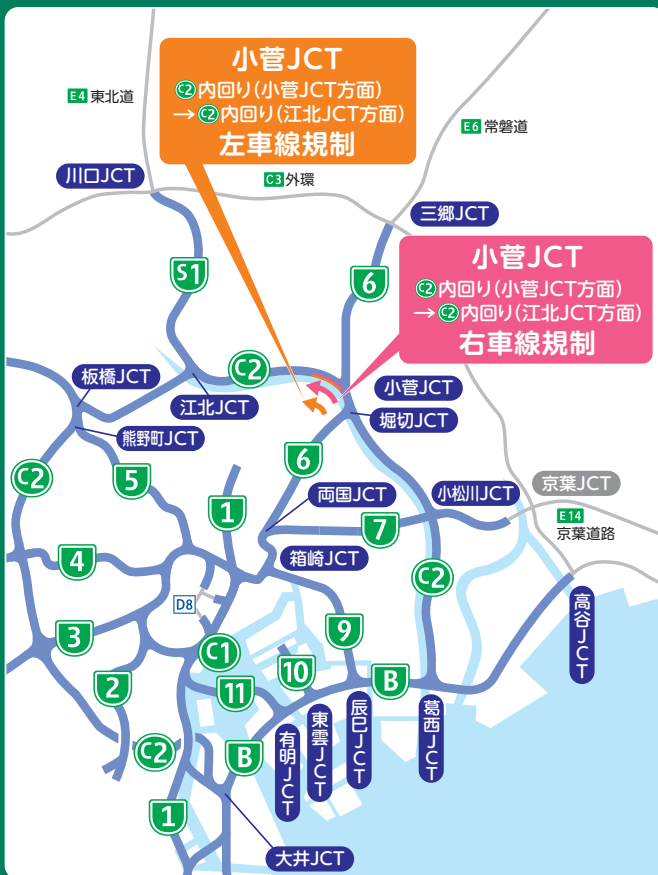 小菅JCT
C2内回り(小菅JCT方面)
→C2内回り(江北JCT方面)
左車線規制
E4 東北道
E6 常磐道
川口JCT
C3 外環
三郷JCT
小菅JCT
C2内回り(小菅JCT方面)
→C2内回り(江北JCT方面)
右車線規制
S1
6
C2
板橋JCT
江北JCT
小菅JCT
堀切JCT
熊野町JCT
C2
5
6
1
両国JCT
小松川JCT
京葉JCT
7
E14
京葉道路
4
箱崎JCT
C2
D8
高谷JCT
3
C1
9
2
11
10
B
C2
B
有明JCT
東雲JCT
辰巳JCT
葛西JCT
1
大井JCT